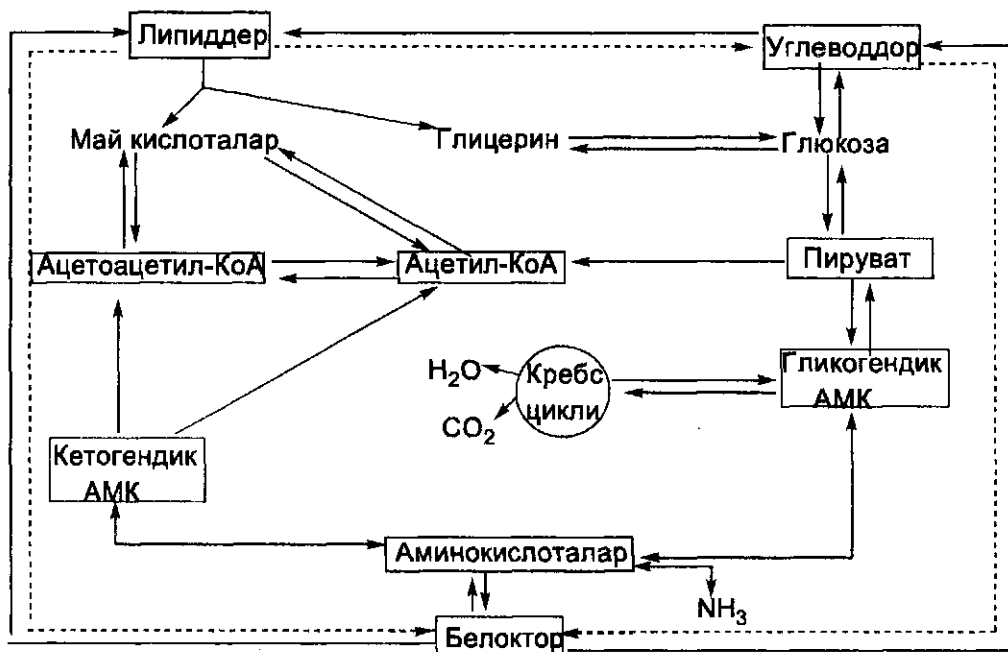 Липиддер
Углеводдор
Май кислоталар
Глицерин
Глюкоза
Ацетоацетил-КоА
Ацетил-КоА
Пируват
H₂O
Кребс
цикли
CO₂
Гликогендик
АМК
Кетогендик
АМК
Аминокислоталар
NH₃
Белоктор